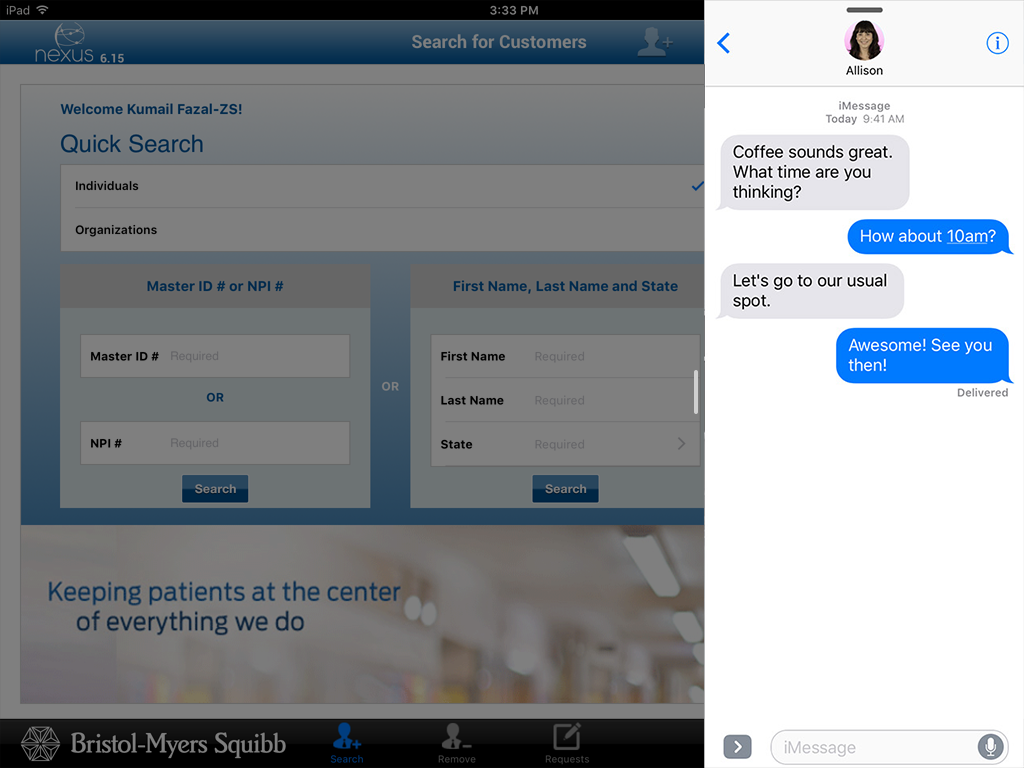 iPad
3:33 PM
nexus 6.15
Search for Customers
Welcome Kumail Fazal-ZS!
Quick Search
Individuals
Organizations
Master ID # or NPI #
Master ID # Required
OR
NPI # Required
Search
OR
First Name, Last Name and State
First Name Required
Last Name Required
State Required
Search
Keeping patients at the center
of everything we do
Bristol-Myers Squibb
Search
Remove
Requests
Allison
iMessage
Today 9:41 AM
Coffee sounds great.
What time are you
thinking?
How about 10am?
Let's go to our usual
spot.
Awesome! See you
then!
Delivered
iMessage